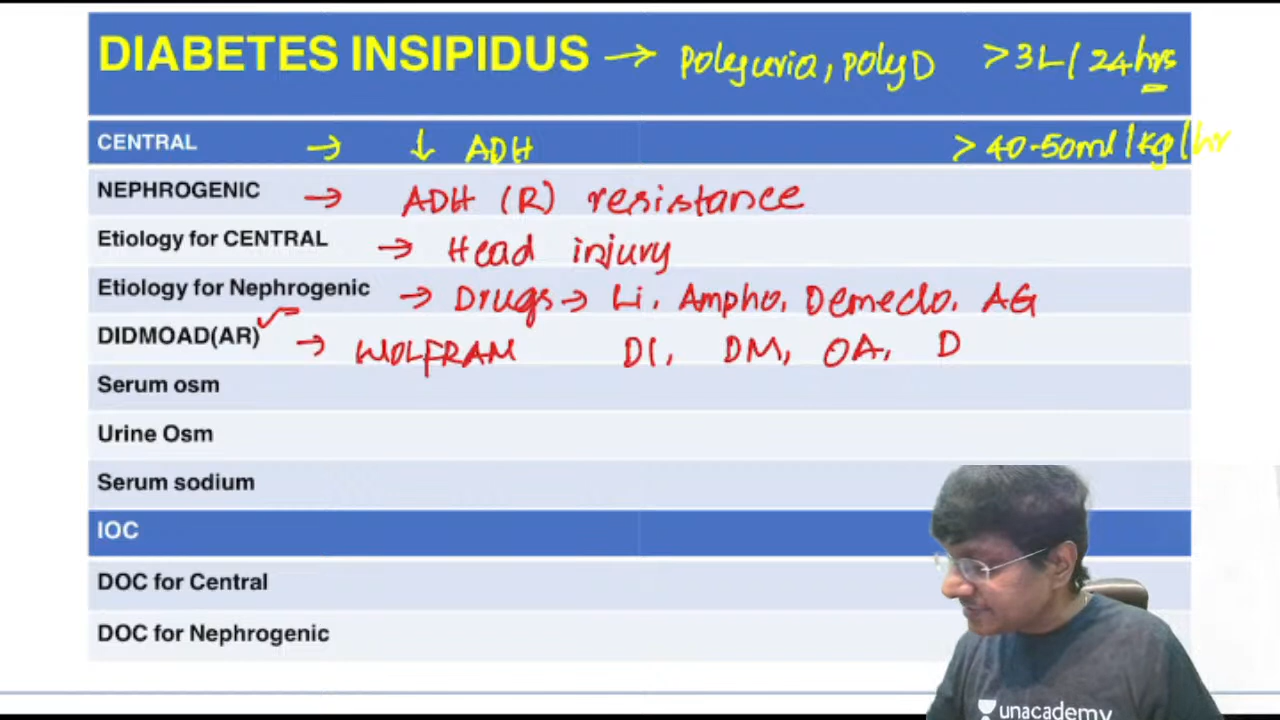 DIABETES INSIPIDUS → polyuria, polyD >3L/24hrs
CENTRAL → ↓ ADH >40-50ml/kg/hr
NEPHROGENIC → ADH (R) resistance
Etiology for CENTRAL → Head injury
Etiology for Nephrogenic → Drugs → Li, Ampho, Demeclo, AG
DIDMOAD(AR) → WOLFRAM DI, DM, OA, D
Serum osm
Urine Osm
Serum sodium
IOC
DOC for Central
DOC for Nephrogenic
unacademy